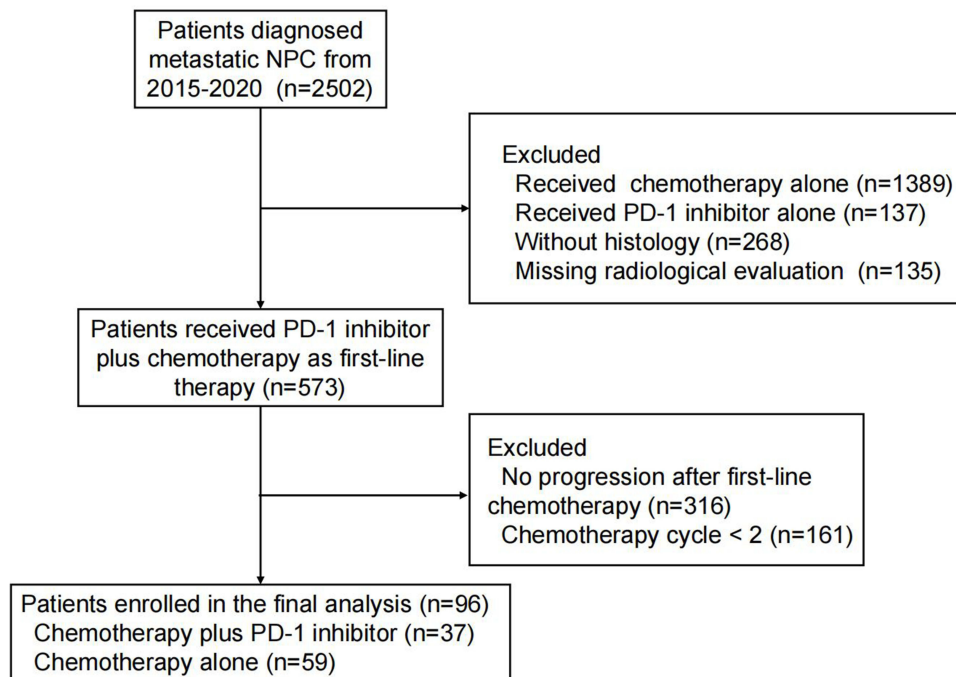 Patients diagnosed
metastatic NPC from
2015-2020 (n=2502)
Excluded
Received chemotherapy alone (n=1389)
Received PD-1 inhibitor alone (n=137)
Without histology (n=268)
Missing radiological evaluation (n=135)
Patients received PD-1 inhibitor
plus chemotherapy as first-line
therapy (n=573)
Excluded
No progression after first-line
chemotherapy (n=316)
Chemotherapy cycle < 2 (n=161)
Patients enrolled in the final analysis (n=96)
Chemotherapy plus PD-1 inhibitor (n=37)
Chemotherapy alone (n=59)